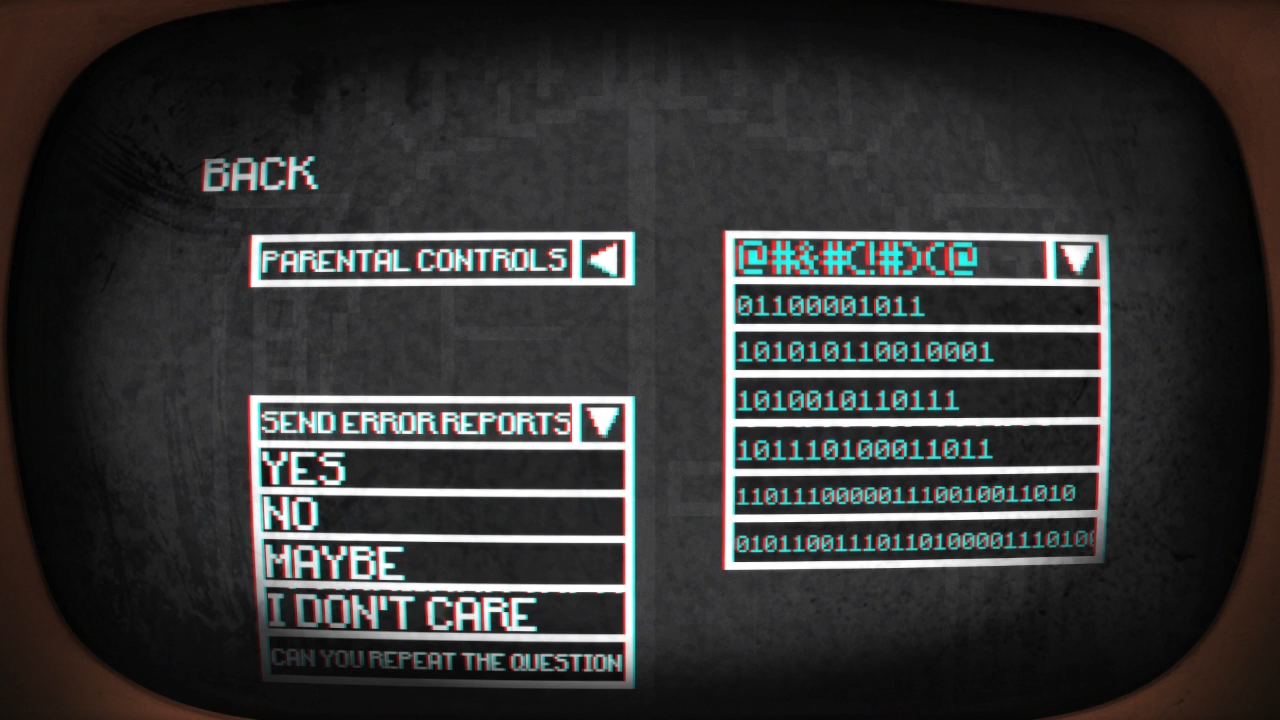 BACK
PARENTAL CONTROLS
SEND ERROR REPORTS
YES
NO
MAYBE
I DON'T CARE
CAN YOU REPEAT THE QUESTION
@#&#(!#)(@
01100001011
101010110010001
1010010110111
101110100011011
110111000001110010011010